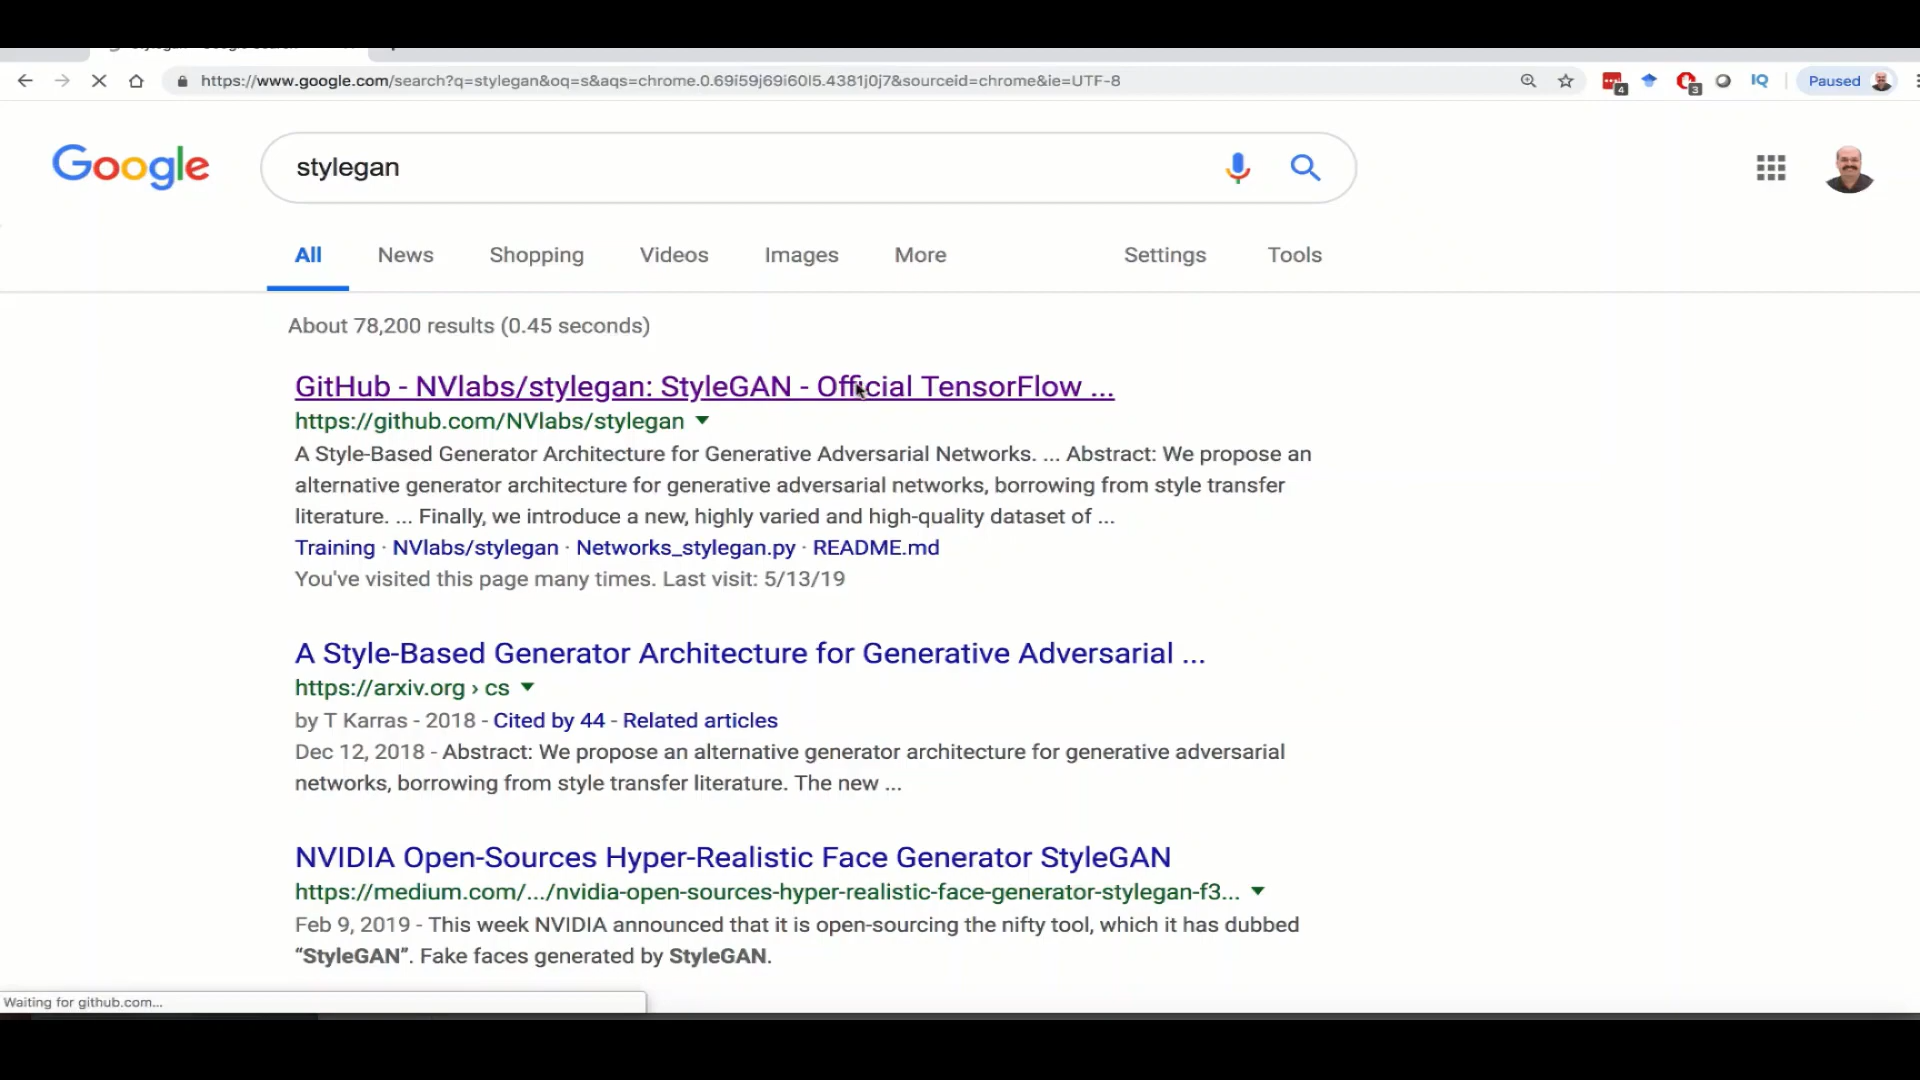 https://www.google.com/search?q=stylegan&oq=s&aqs=chrome.0.69i59j69i60l5.4381j0j7&sourceid=chrome&ie=UTF-8
4
3
IQ
Paused
Google
stylegan
All News Shopping Videos Images More Settings Tools
About 78,200 results (0.45 seconds)
GitHub - NVlabs/stylegan: StyleGAN - Official TensorFlow ...
https://github.com/NVlabs/stylegan
A Style-Based Generator Architecture for Generative Adversarial Networks. ... Abstract: We propose an
alternative generator architecture for generative adversarial networks, borrowing from style transfer
literature. ... Finally, we introduce a new, highly varied and high-quality dataset of ...
Training · NVlabs/stylegan · Networks_stylegan.py · README.md
You've visited this page many times. Last visit: 5/13/19
A Style-Based Generator Architecture for Generative Adversarial ...
https://arxiv.org › cs
by T Karras - 2018 - Cited by 44 - Related articles
Dec 12, 2018 - Abstract: We propose an alternative generator architecture for generative adversarial
networks, borrowing from style transfer literature. The new ...
NVIDIA Open-Sources Hyper-Realistic Face Generator StyleGAN
https://medium.com/.../nvidia-open-sources-hyper-realistic-face-generator-stylegan-f3...
Feb 9, 2019 - This week NVIDIA announced that it is open-sourcing the nifty tool, which it has dubbed
“StyleGAN”. Fake faces generated by StyleGAN.
Waiting for github.com...